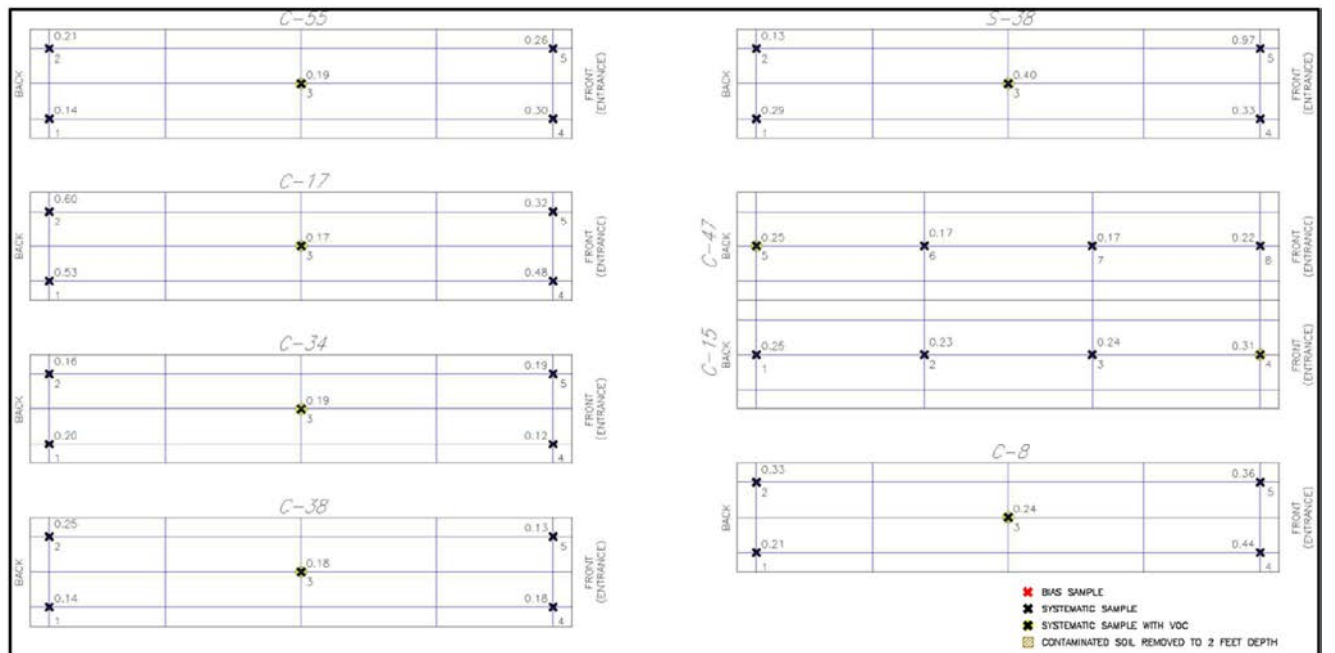 C-55
BACK
0.21
2
0.26
5
0.19
3
0.14
1
0.30
4
FRONT
(ENTRANCE)
C-17
BACK
0.60
2
0.32
5
0.17
3
0.53
1
0.48
4
FRONT
(ENTRANCE)
C-34
BACK
0.16
2
0.19
5
0.19
3
0.20
1
0.12
4
FRONT
(ENTRANCE)
C-38
BACK
0.25
2
0.13
5
0.18
3
0.14
1
0.18
4
FRONT
(ENTRANCE)
S-38
BACK
0.13
2
0.97
5
0.40
3
0.29
1
0.33
4
FRONT
(ENTRANCE)
C-47
BACK
0.25
5
0.17
6
0.17
7
0.22
8
FRONT
(ENTRANCE)
C-15
BACK
1
0.23
2
0.24
3
0.31
4
FRONT
(ENTRANCE)
C-8
BACK
0.33
2
0.36
5
0.24
3
0.21
1
0.44
4
FRONT
(ENTRANCE)
BIAS SAMPLE
SYSTEMATIC SAMPLE
SYSTEMATIC SAMPLE WITH VOC
CONTAMINATED SOIL REMOVED TO 2 FEET DEPTH